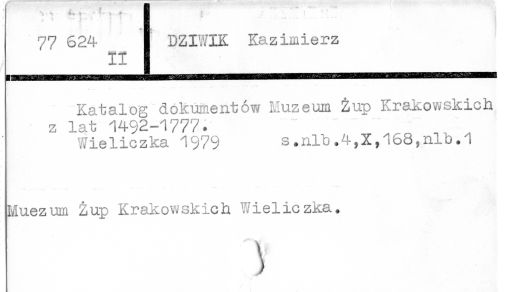 77 624
II
DZIWIK Kazimierz
Katalog dokumentów Muzeum Żup Krakowskich
z lat 1492-1777.
Wieliczka 1979 s.nlb.4,X,168,nlb.1
Muezum Żup Krakowskich Wieliczka.